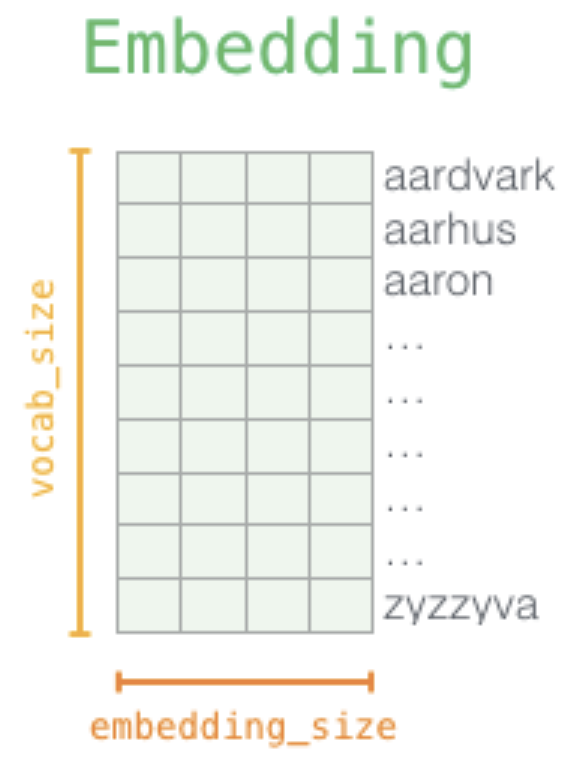 Embedding
vocab_size
aardvark
aarhus
aaron
...
...
...
...
...
zyzzyva
embedding_size